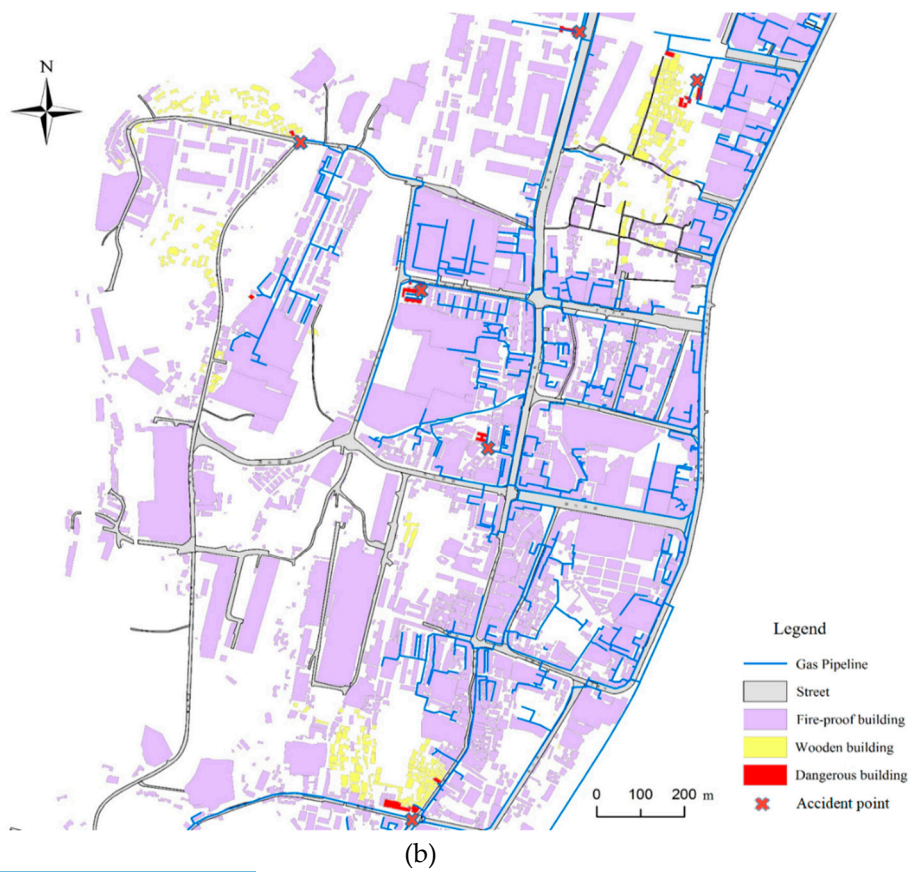 N
Legend
Gas Pipeline
Street
Fire-proof building
Wooden building
Dangerous building
Accident point
0 100 200 m
(b)